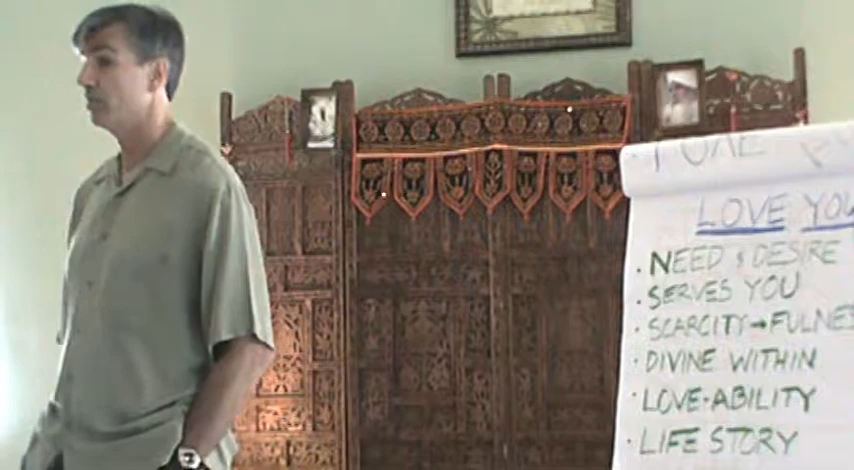 LOVE YOU
• NEED & DESIRE
• SERVES YOU
• SCARCITY → FULNES
• DIVINE WITHIN
• LOVE-ABILITY
• LIFE STORY